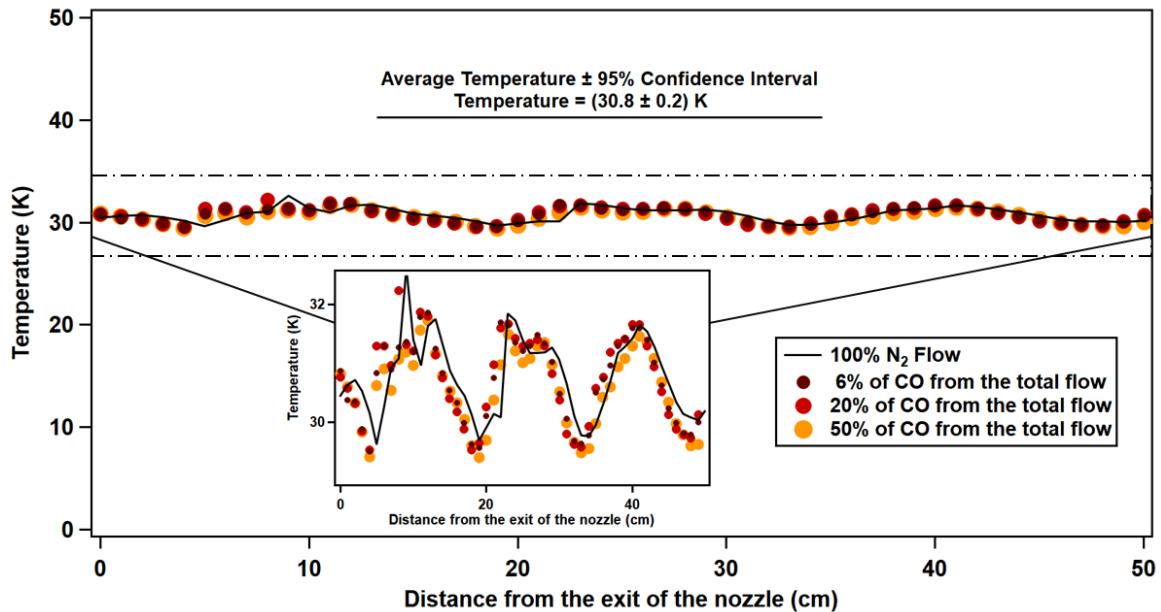 50
40
30
20
10
0
Temperature (K)
Average Temperature ± 95% Confidence Interval
Temperature = (30.8 ± 0.2) K
32
30
Temperature (K)
0
20
40
Distance from the exit of the nozzle (cm)
100% N₂ Flow
6% of CO from the total flow
20% of CO from the total flow
50% of CO from the total flow
0
10
20
30
40
50
Distance from the exit of the nozzle (cm)